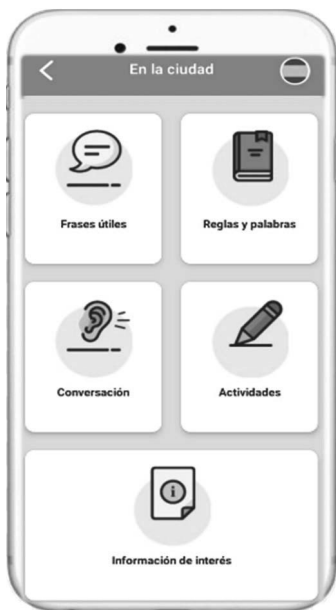 En la ciudad
Frases útiles
Reglas y palabras
Conversación
Actividades
Información de interés